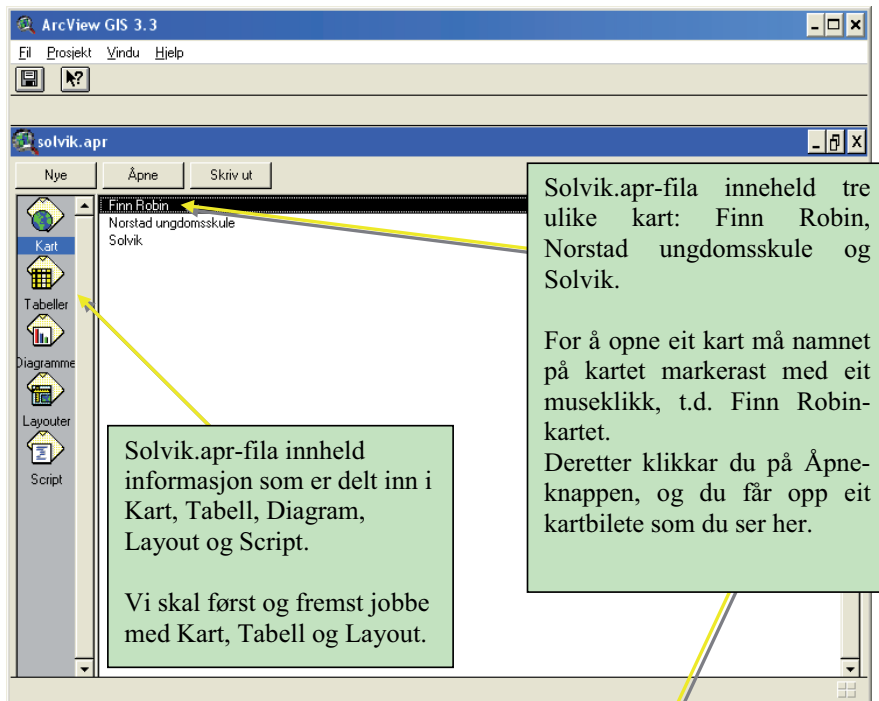 ArcView GIS 3.3
Fil Prosjekt Vindu Hjelp
solvik.apr
Nye Åpne Skriv ut
Finn Robin
Norstad ungdomsskule
Solvik
Kart
Tabeller
Diagramme
Layouter
Script
Solvik.apr-fila inneheld tre
ulike kart: Finn Robin,
Norstad ungdomsskule og
Solvik.
For å opne eit kart må namnet
på kartet markerast med eit
museklikk, t.d. Finn Robin-
kartet.
Deretter klikkar du på Åpne-
knappen, og du får opp eit
kartbilete som du ser her.
Solvik.apr-fila innheld
informasjon som er delt inn i
Kart, Tabell, Diagram,
Layout og Script.
Vi skal først og fremst jobbe
med Kart, Tabell og Layout.